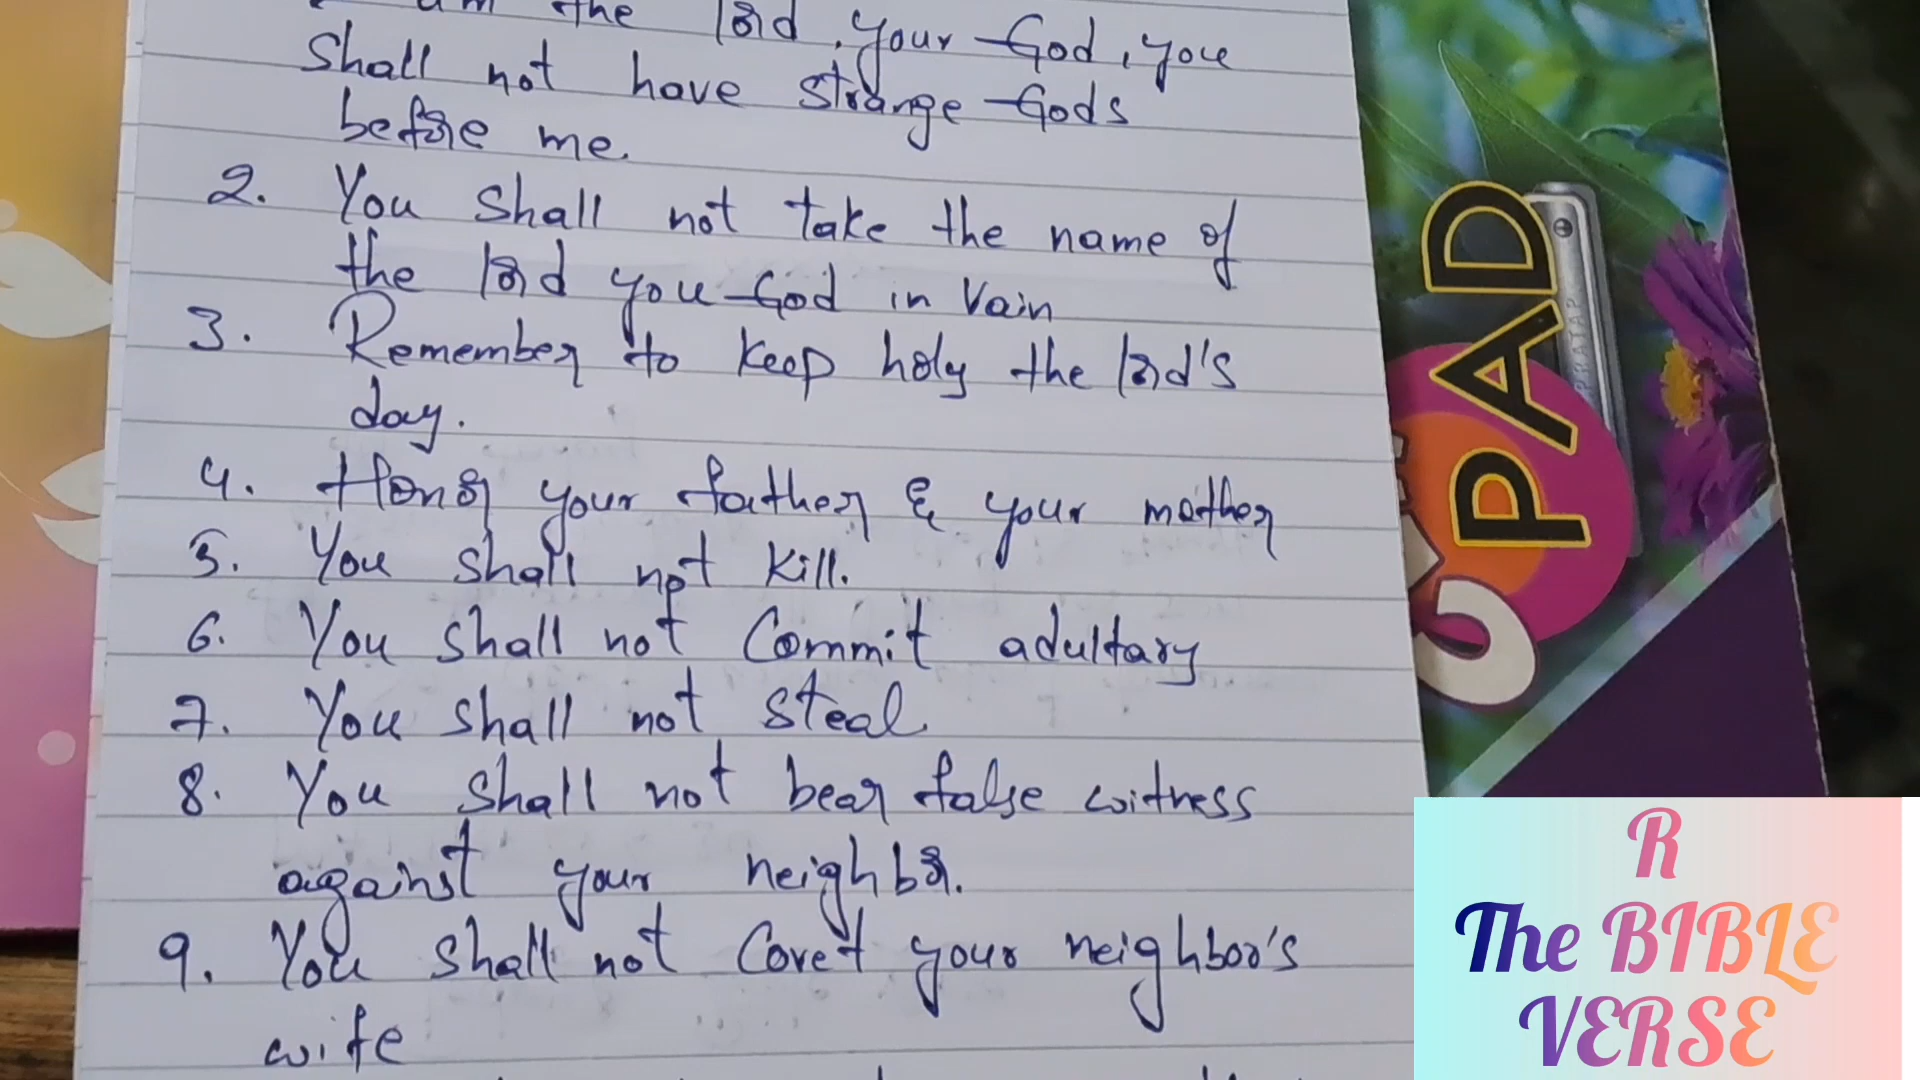 am the lord, your God, you
Shall not have strange Gods
before me.
2. You Shall not take the name of
the lord you God in Vain
3. Remember to keep holy the lord's
day.
4. Honor your father & your mother
5. You shall not kill.
6. You shall not Commit adultary
7. You shall not steal
8. You shall not bear false witness
against your neighbor.
9. You shall not Covet your neighbor's
wife
PAD
PRATAP
R
The BIBLE
VERSE